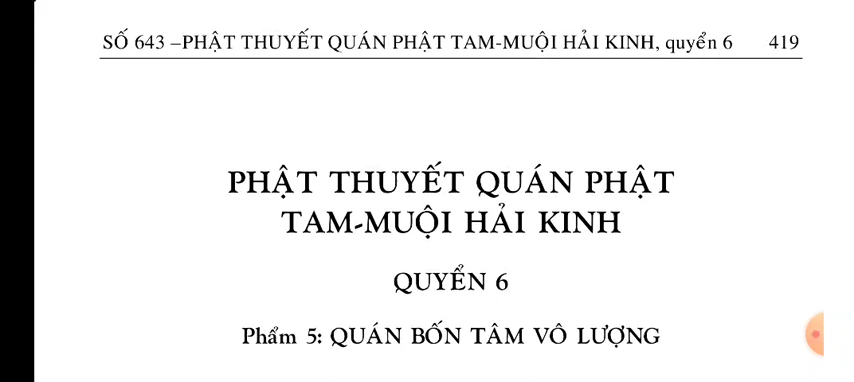 SỐ 643 –PHẬT THUYẾT QUÁN PHẬT TAM-MUỘI HẢI KINH, quyển 6 419
PHẬT THUYẾT QUÁN PHẬT
TAM-MUỘI HẢI KINH
QUYỂN 6
Phẩm 5: QUÁN BỐN TÂM VÔ LƯỢNG